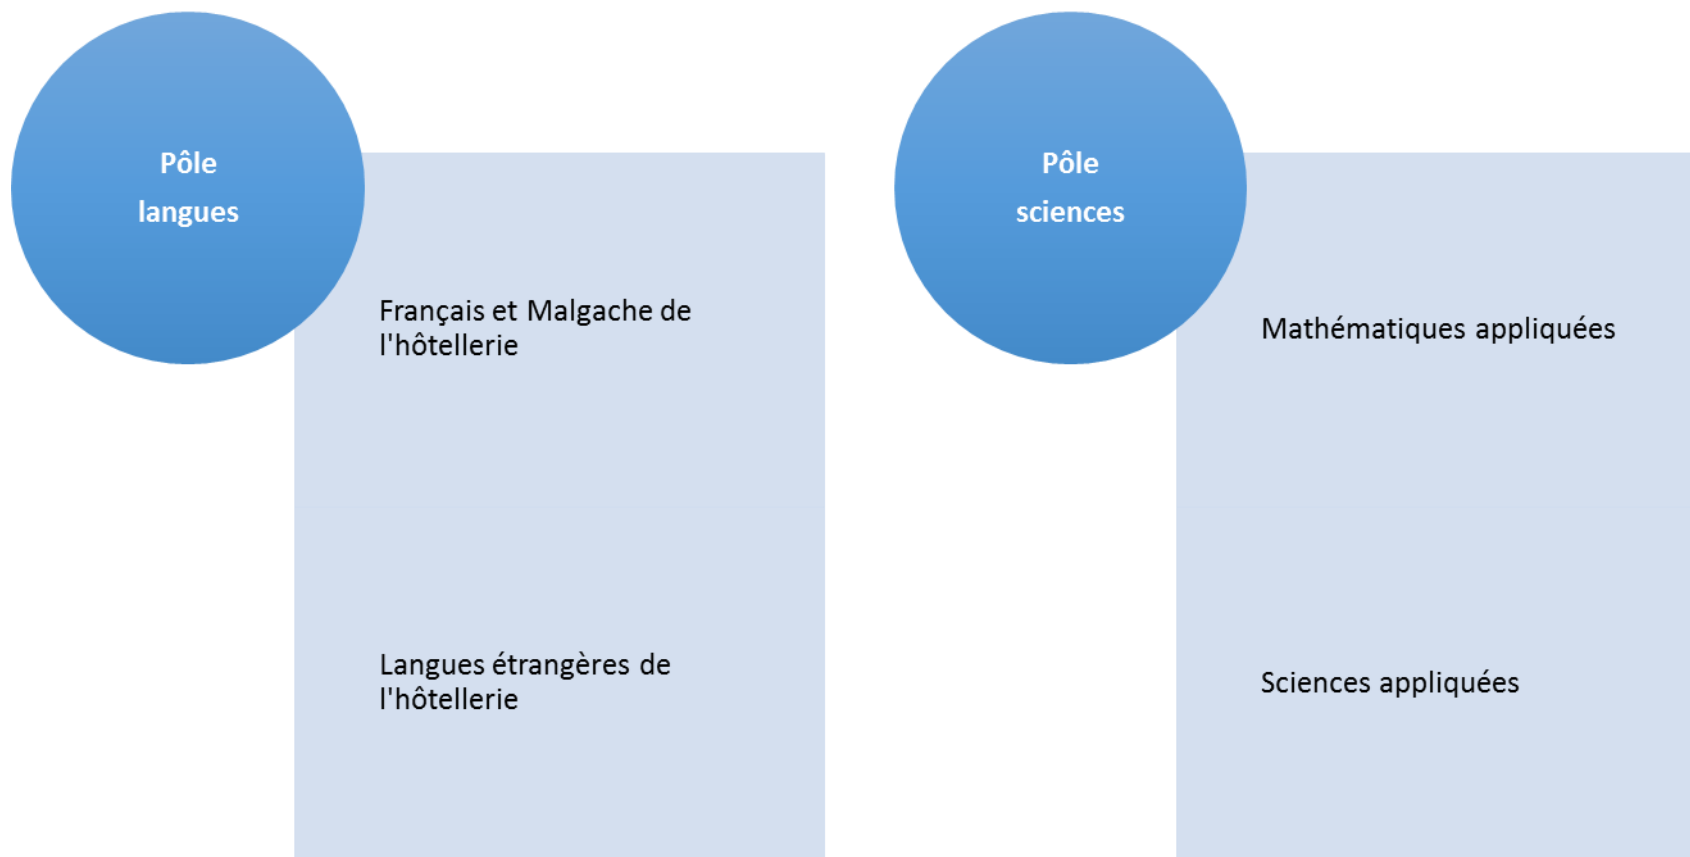 Pôle
langues
Français et Malgache de
l'hôtellerie
Langues étrangères de
l'hôtellerie
Pôle
sciences
Mathématiques appliquées
Sciences appliquées